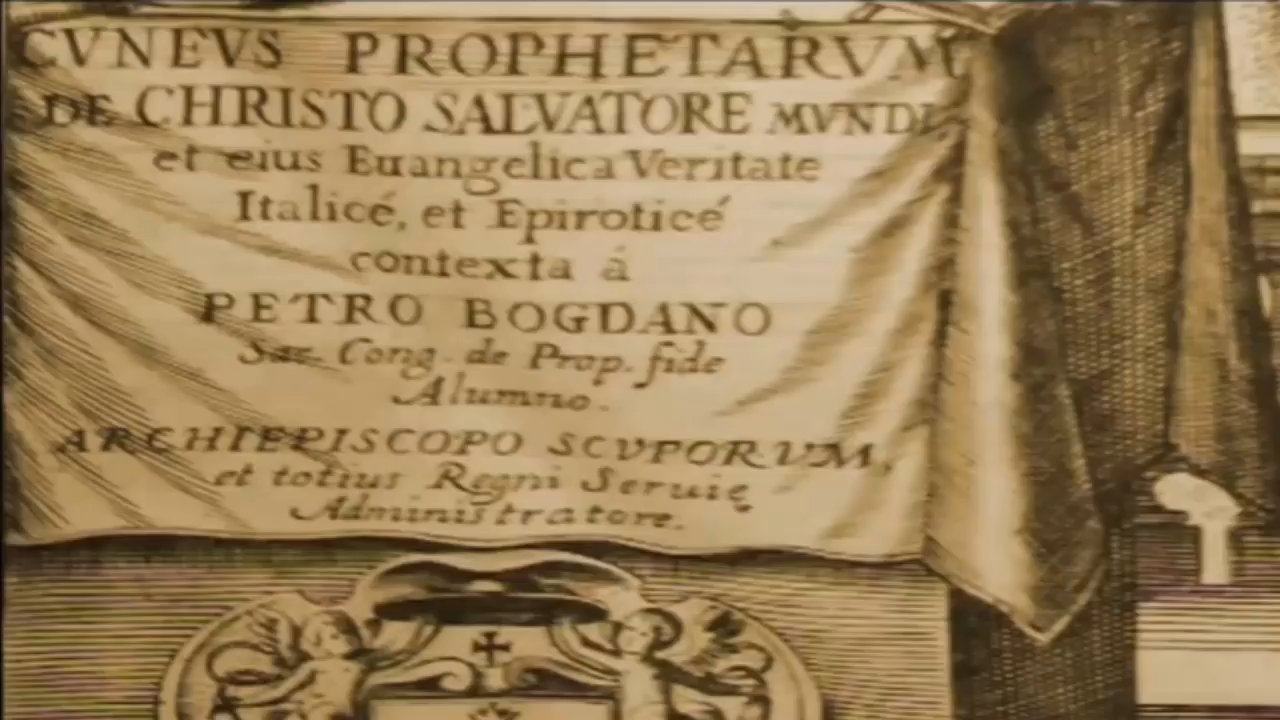 CVNEVS PROPHETARVM
DE CHRISTO SALVATORE MVNDI
et eius Euangelica Veritate
Italicé, et Epiroticé
contexta á
PETRO BOGDANO
Sac. Cong. de Prop. fide
Alumno.
ARCHIEPISCOPO SCVPORVM,
et totius Regni Seruię
Administratore.